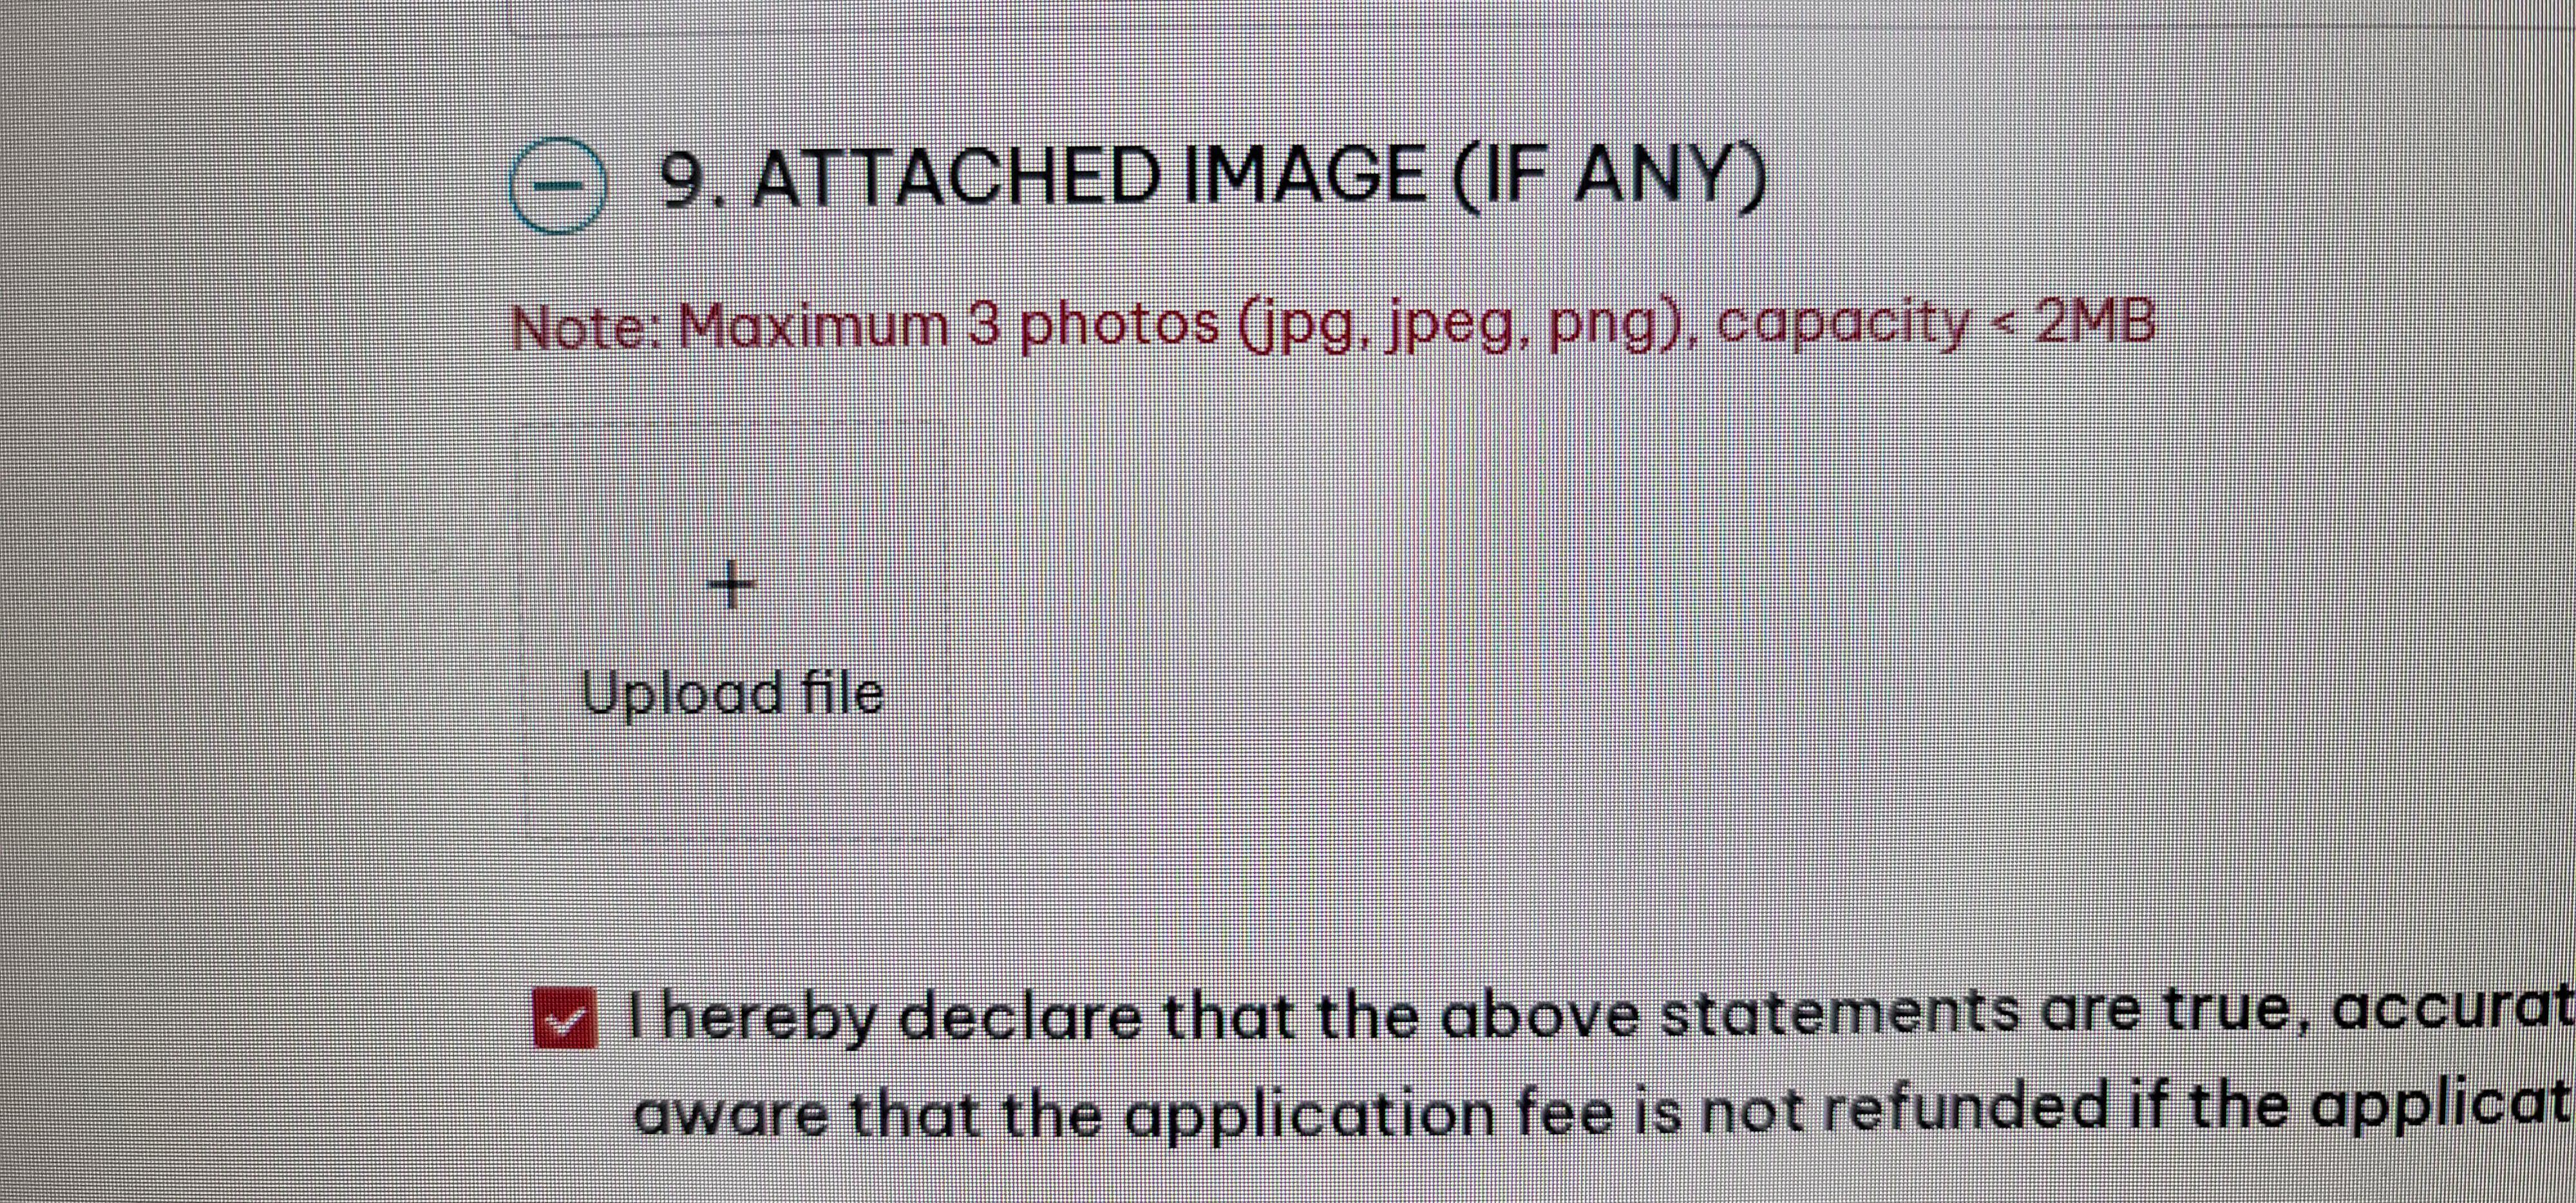 9. ATTACHED IMAGE (IF ANY)
Note: Maximum 3 photos (jpg, jpeg, png), capacity < 2MB
+
Upload file
I hereby declare that the above statements are true, accurat
aware that the application fee is not refunded if the applicat